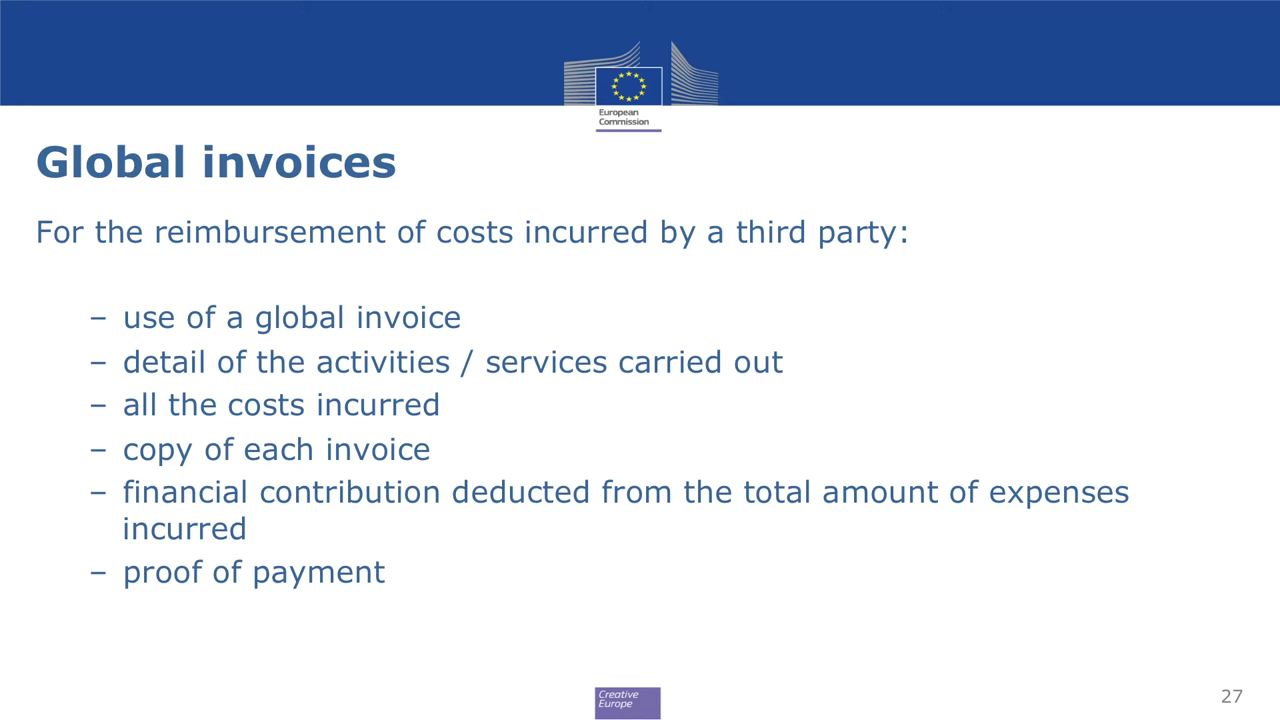 European
Commission
Global invoices
For the reimbursement of costs incurred by a third party:
– use of a global invoice
– detail of the activities / services carried out
– all the costs incurred
– copy of each invoice
– financial contribution deducted from the total amount of expenses
incurred
– proof of payment
Creative
Europe
27